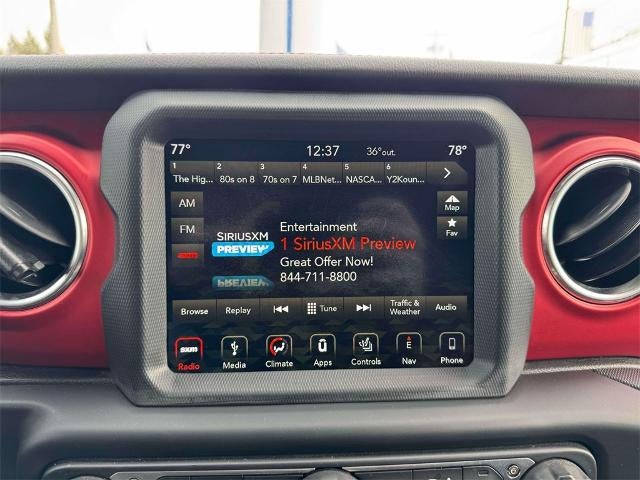 77° 12:37 36°out. 78°
1 2 3 4 5 6
The Hig... 80s on 8 70s on 7 MLBNet... NASCA... Y2Koun...
AM
Map
FM
Fav
sxm
SIRIUSXM
PREVIEW
Entertainment
1 SiriusXM Preview
Great Offer Now!
844-711-8800
Browse Replay Tune Traffic & Weather Audio
sxm E
Radio Media Climate Apps Controls Nav Phone